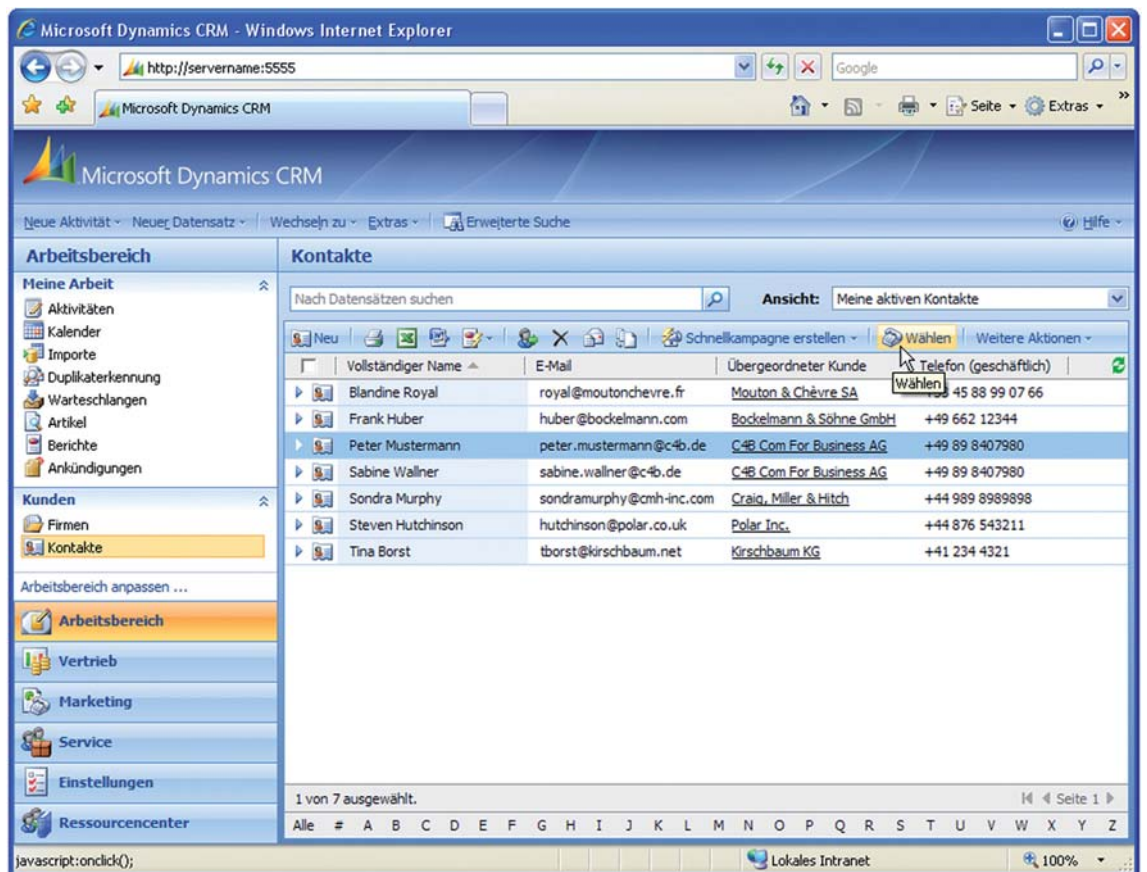 Microsoft Dynamics CRM - Windows Internet Explorer
http://servername:5555
Google
Microsoft Dynamics CRM
Seite
Extras
»
Microsoft Dynamics CRM
Neue Aktivität
Neuer Datensatz
Wechseln zu
Extras
Erweiterte Suche
Hilfe
Arbeitsbereich
Meine Arbeit
Aktivitäten
Kalender
Importe
Duplikaterkennung
Warteschlangen
Artikel
Berichte
Ankündigungen
Kunden
Firmen
Kontakte
Arbeitsbereich anpassen ...
Arbeitsbereich
Vertrieb
Marketing
Service
Einstellungen
Ressourcencenter
Kontakte
Nach Datensätzen suchen
Ansicht: Meine aktiven Kontakte
Neu
Schnellkampagne erstellen
Wählen
Weitere Aktionen
Vollständiger Name E-Mail Übergeordneter Kunde Telefon (geschäftlich)
Wählen
Blandine Royal royal@moutonchevre.fr Mouton & Chèvre SA 45 88 99 07 66
Frank Huber huber@bockelmann.com Bockelmann & Söhne GmbH +49 662 12344
Peter Mustermann peter.mustermann@c4b.de C4B Com For Business AG +49 89 8407980
Sabine Wallner sabine.wallner@c4b.de C4B Com For Business AG +49 89 8407980
Sondra Murphy sondramurphy@cmh-inc.com Craig, Miller & Hitch +44 989 8989898
Steven Hutchinson hutchinson@polar.co.uk Polar Inc. +44 876 543211
Tina Borst tborst@kirschbaum.net Kirschbaum KG +41 234 4321
1 von 7 ausgewählt.
Seite 1
Alle # A B C D E F G H I J K L M N O P Q R S T U V W X Y Z
javascript:onclick();
Lokales Intranet
100%